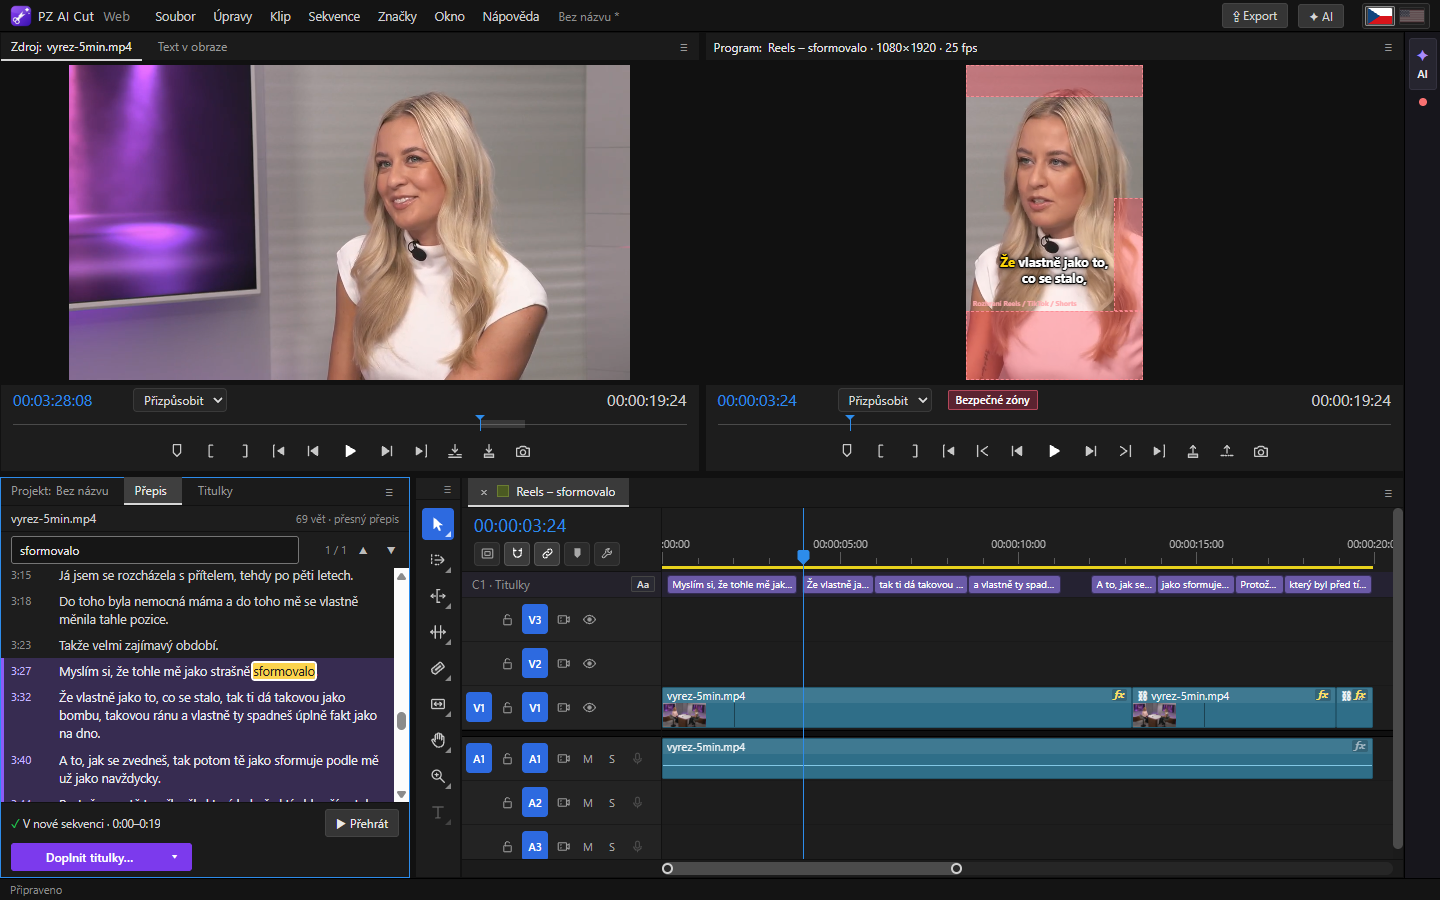 PZ AI Cut Web Soubor Úpravy Klip Sekvence Značky Okno Nápověda Bez názvu * Export AI
Zdroj: vyrez-5min.mp4 Text v obraze
Program: Reels – sformovalo · 1080×1920 · 25 fps
AI
Že vlastně jako to,
co se stalo,
00:03:28:08 Přizpůsobit 00:00:19:24
00:00:03:24 Přizpůsobit Bezpečné zóny 00:00:19:24
Projekt: Bez názvu Přepis Titulky
vyrez-5min.mp4 69 vět · přesný přepis
sformovalo 1 / 1
3:15 Já jsem se rozcházela s přítelem, tehdy po pěti letech.
3:18 Do toho byla nemocná máma a do toho mě se vlastně
měnila tahle pozice.
3:23 Takže velmi zajímavý období.
3:27 Myslím si, že tohle mě jako strašně sformovalo
3:32 Že vlastně jako to, co se stalo, tak ti dá takovou jako
bombu, takovou ránu a vlastně ty spadneš úplně fakt jako
na dno.
3:40 A to, jak se zvedneš, tak potom tě jako sformuje podle mě
už jako navždycky.
✓ V nové sekvenci · 0:00–0:19 Přehrát
Doplnit titulky...
Reels – sformovalo
00:00:03:24
:00:00 00:00:05:00 00:00:10:00 00:00:15:00 00:00:20:0
C1 · Titulky Aa Myslím si, že tohle mě jak... Že vlastně ja... tak ti dá takovou ... a vlastně ty spad... A to, jak se... jako sformuje... Protož... který byl před tí...
V3
V2
V1 V1 vyrez-5min.mp4 fx vyrez-5min.mp4 fx fx
A1 A1 M S vyrez-5min.mp4 fx
A2 M S
A3 M S
T
Připraveno